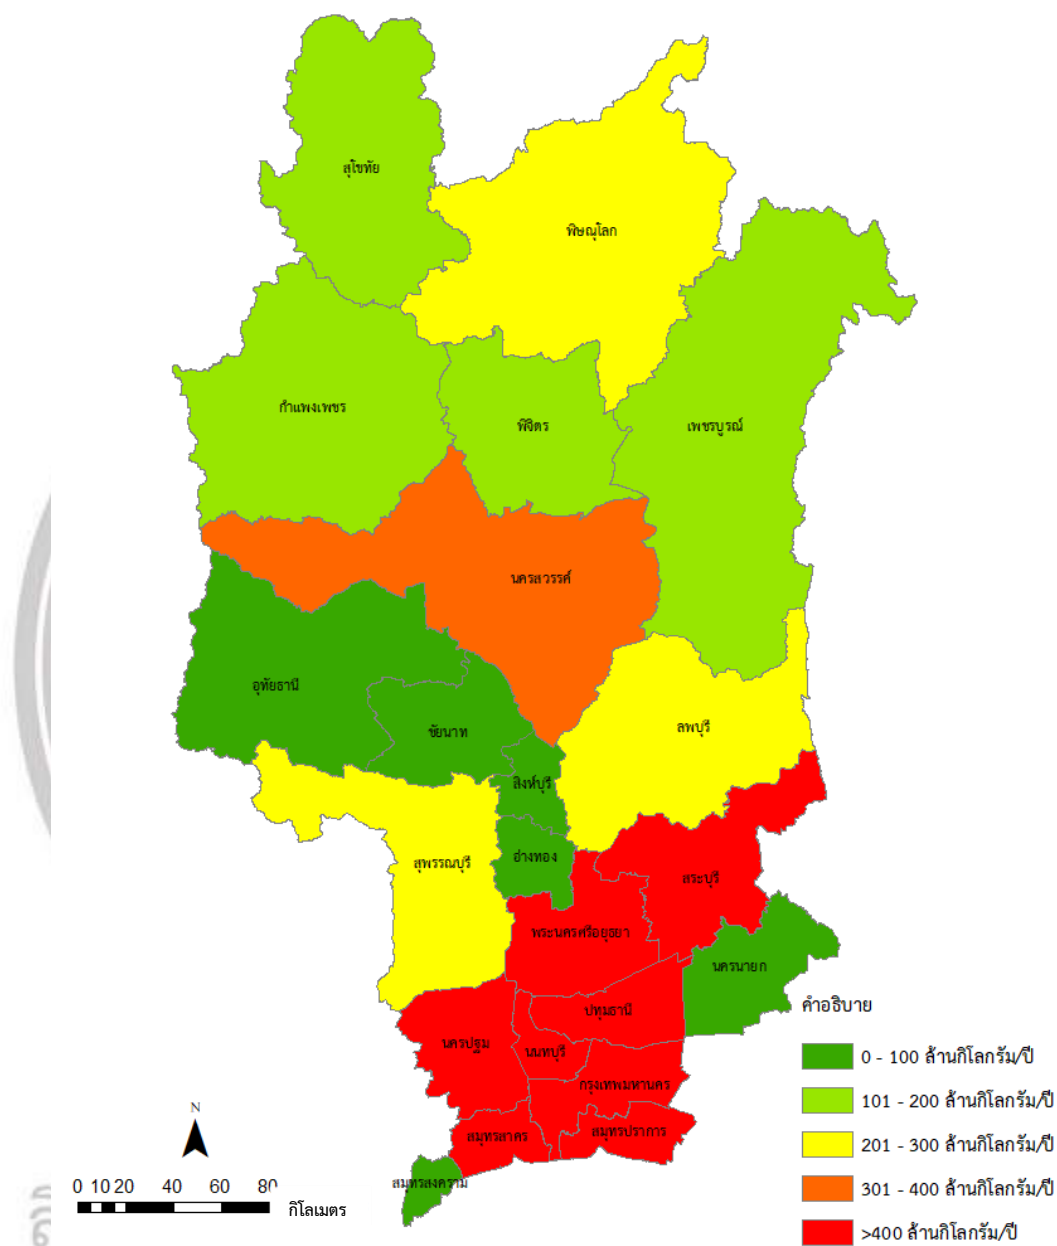 สุโขทัย
พิษณุโลก
กำแพงเพชร
พิจิตร
เพชรบูรณ์
นครสวรรค์
อุทัยธานี
ชัยนาท
ลพบุรี
สิงห์บุรี
สุพรรณบุรี
อ่างทอง
สระบุรี
พระนครศรีอยุธยา
นครนายก
ปทุมธานี
นครปฐม
นนทบุรี
กรุงเทพมหานคร
สมุทรสาคร
สมุทรปราการ
สมุทรสงคราม
คำอธิบาย
0 - 100 ล้านกิโลกรัม/ปี
101 - 200 ล้านกิโลกรัม/ปี
201 - 300 ล้านกิโลกรัม/ปี
301 - 400 ล้านกิโลกรัม/ปี
>400 ล้านกิโลกรัม/ปี
N
0 10 20 40 60 80 กิโลเมตร